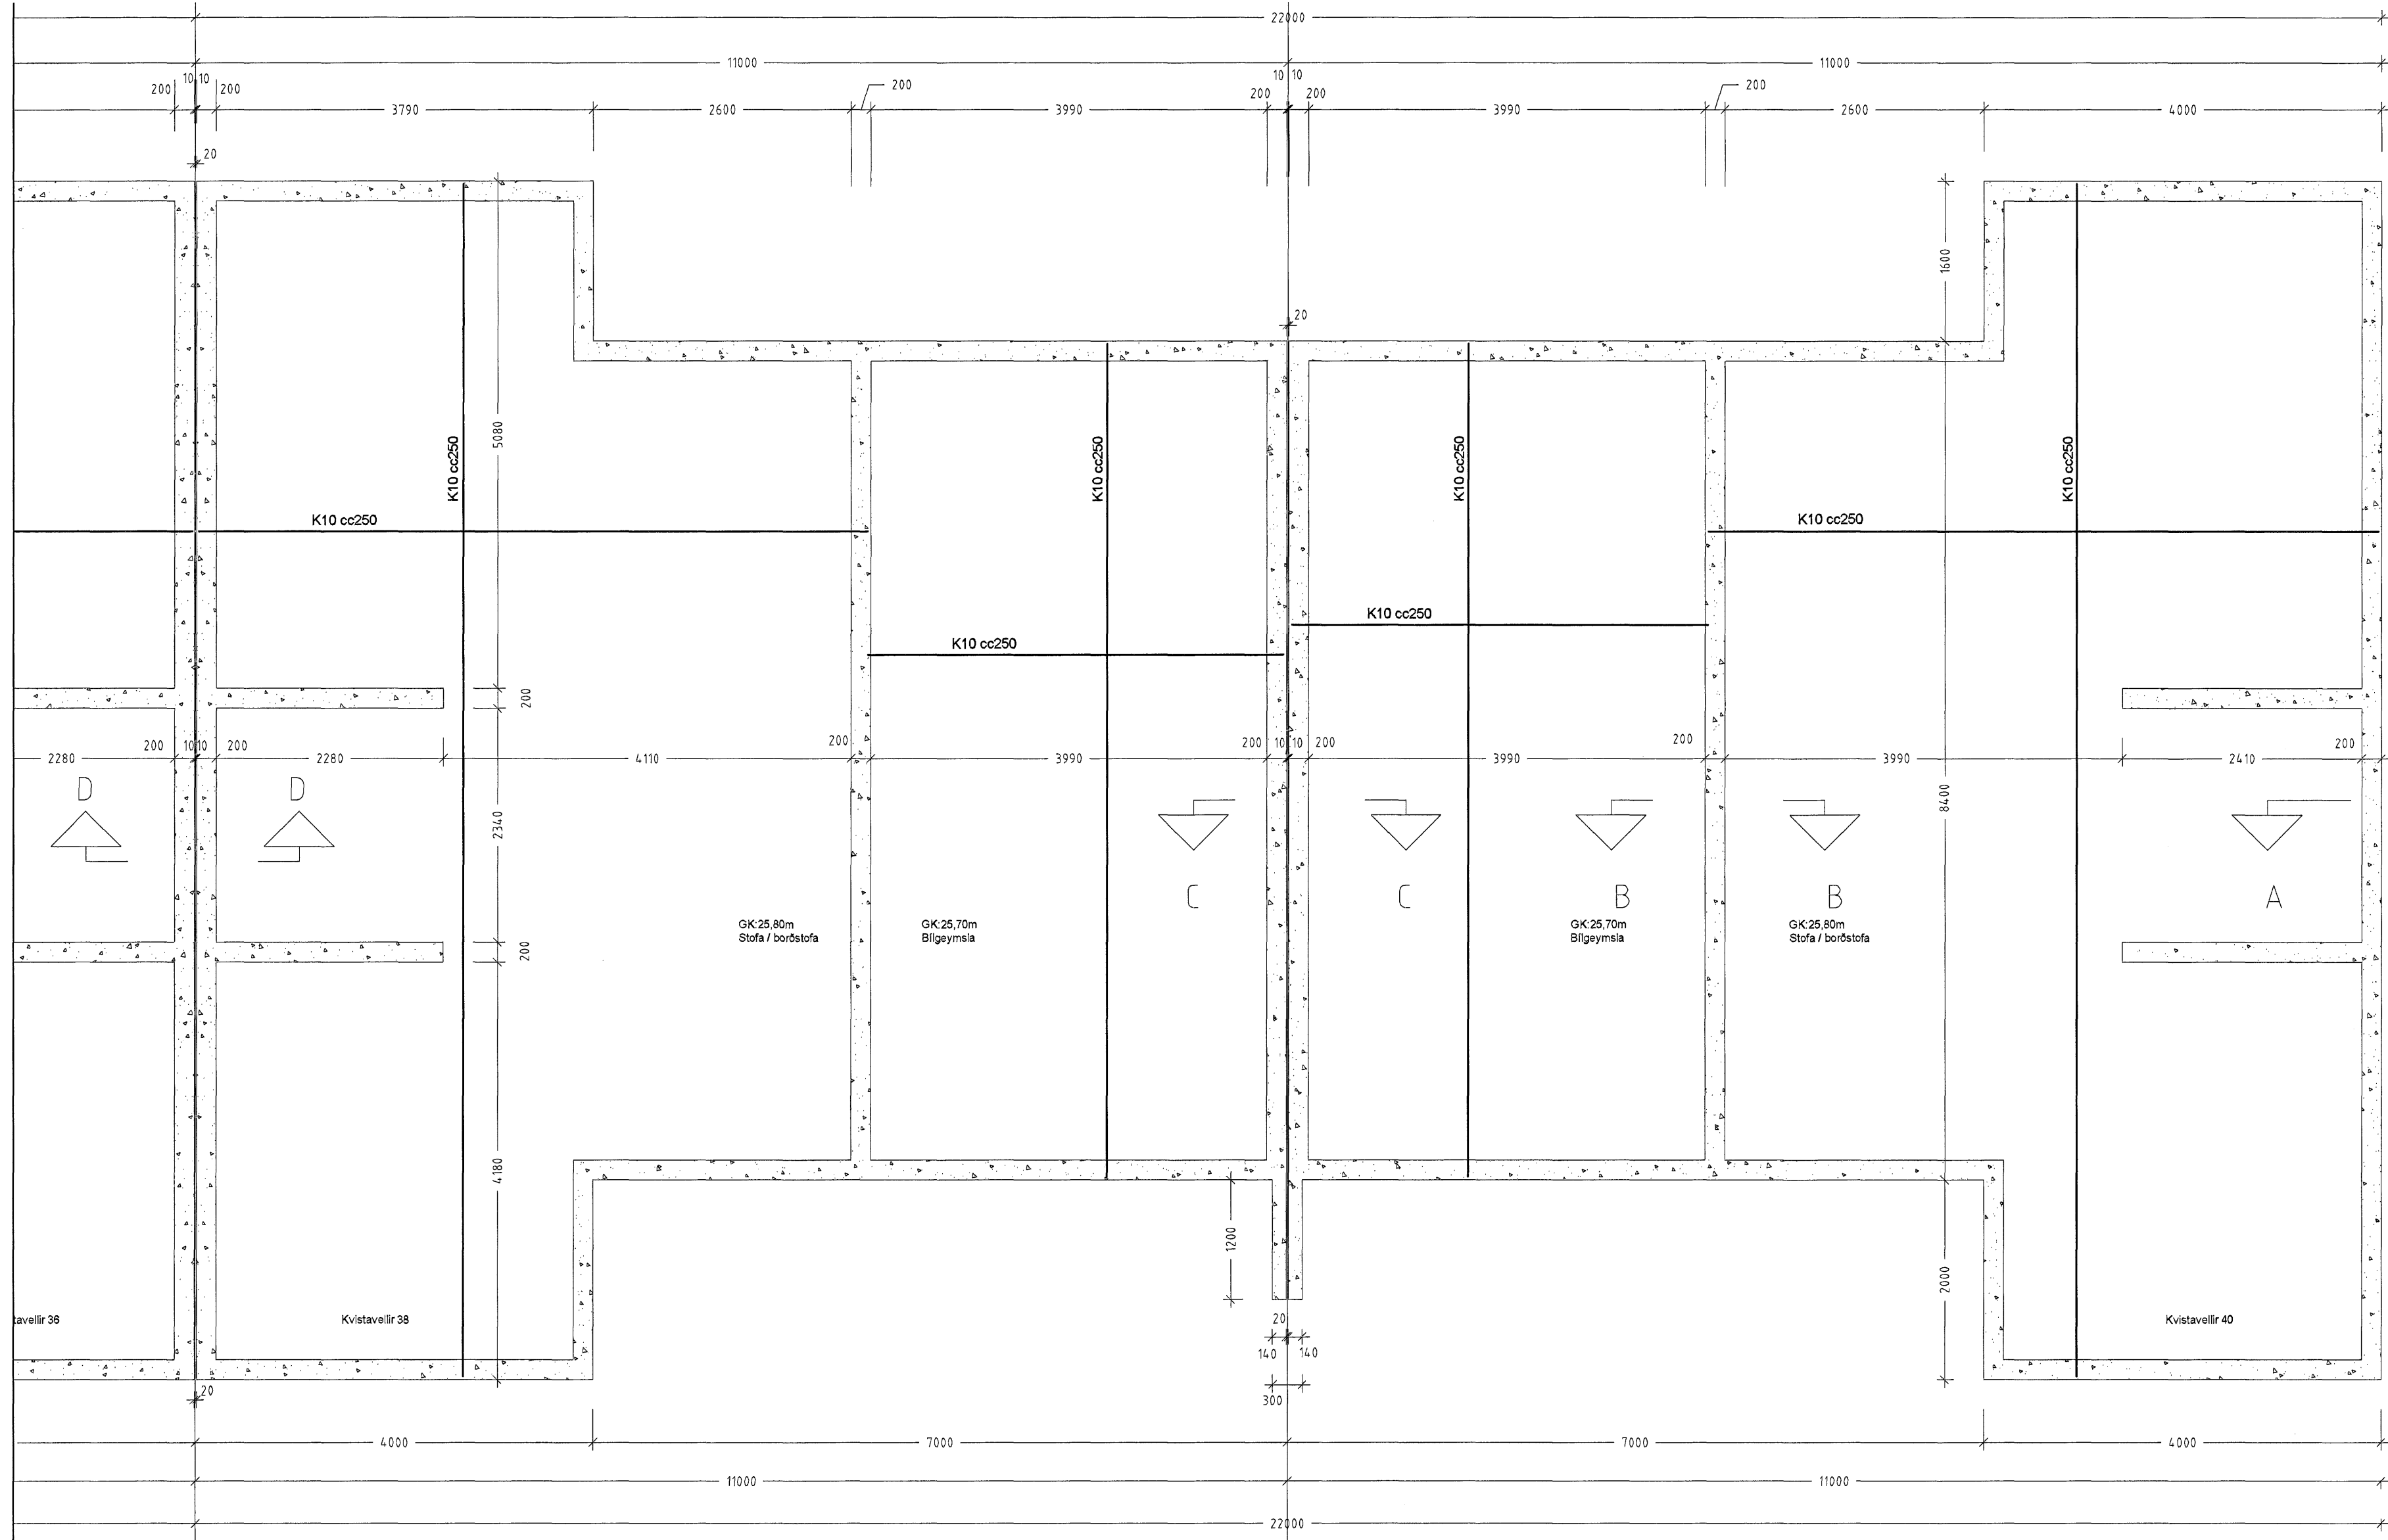 22000
11000
11000
10 10
10 10
200
200
200
200
200
200
3790
2600
3990
3990
2600
4000
20
1600
20
K10 cc250
5080
K10 cc250
K10 cc250
K10 cc250
K10 cc250
K10 cc250
K10 cc250
K10 cc250
200
2280
200
10 10
200
2280
4110
200
3990
200
10 10
200
3990
200
3990
2410
200
D
D
2340
8400
C
C
B
B
A
GK:25,80m
Stofa / borðstofa
GK:25,70m
Bílgeymsla
GK:25,70m
Bílgeymsla
GK:25,80m
Stofa / borðstofa
200
4180
1200
2000
tavellir 36
Kvistavellir 38
Kvistavellir 40
20
140
140
20
300
4000
7000
7000
4000
11000
11000
22000